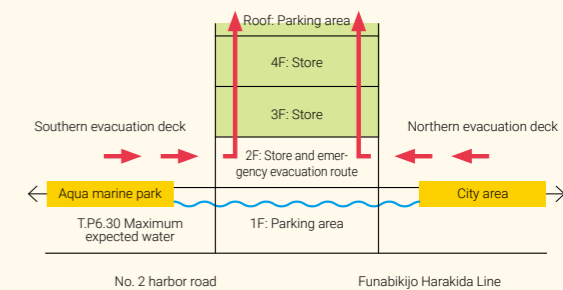 Roof: Parking area
4F: Store
3F: Store
Southern evacuation deck
Northern evacuation deck
2F: Store and emer-
gency evacuation route
Aqua marine park
City area
T.P6.30 Maximum
expected water
1F: Parking area
No. 2 harbor road
Funabikijo Harakida Line